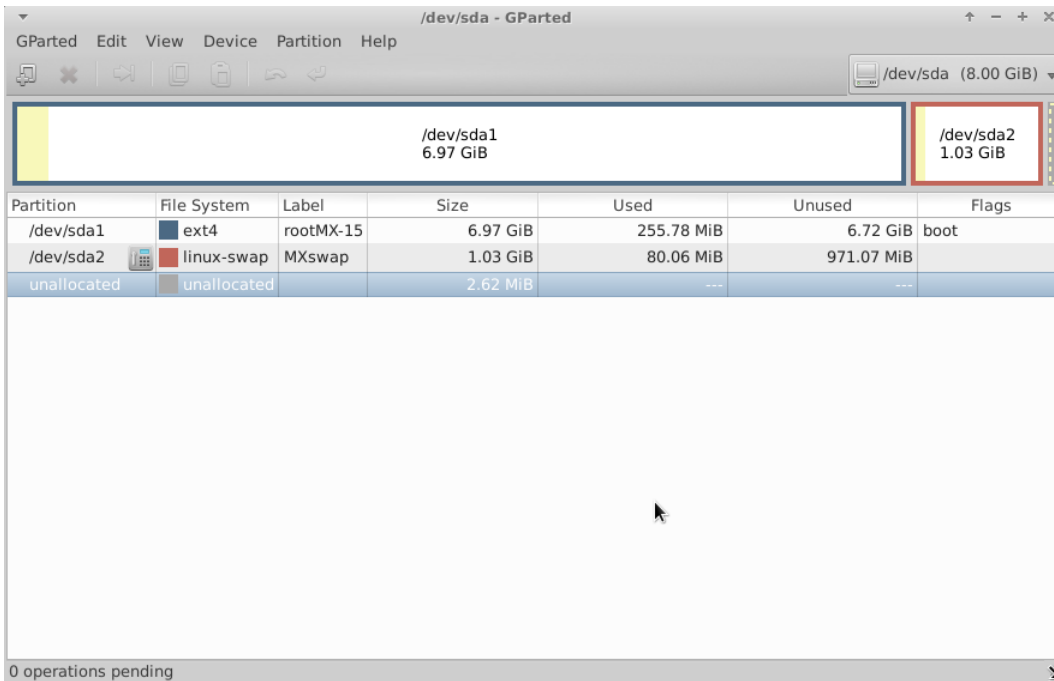 /dev/sda - GParted
GParted Edit View Device Partition Help
/dev/sda (8.00 GiB)
/dev/sda1
6.97 GiB
/dev/sda2
1.03 GiB
Partition File System Label Size Used Unused Flags
/dev/sda1 ext4 rootMX-15 6.97 GiB 255.78 MiB 6.72 GiB boot
/dev/sda2 linux-swap MXswap 1.03 GiB 80.06 MiB 971.07 MiB
unallocated unallocated 2.62 MiB --- ---
0 operations pending